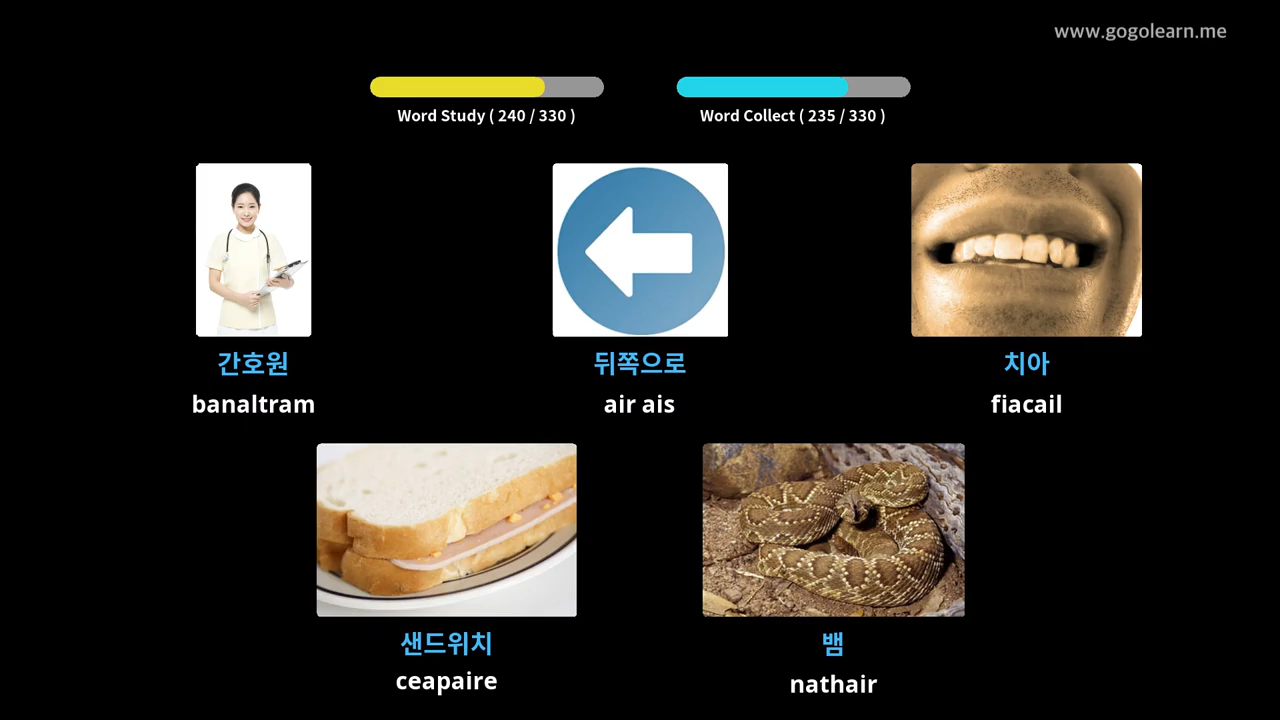 www.gogolearn.me
Word Study ( 240 / 330 )
Word Collect ( 235 / 330 )
간호원
banaltram
뒤쪽으로
air ais
치아
fiacail
샌드위치
ceapaire
뱀
nathair